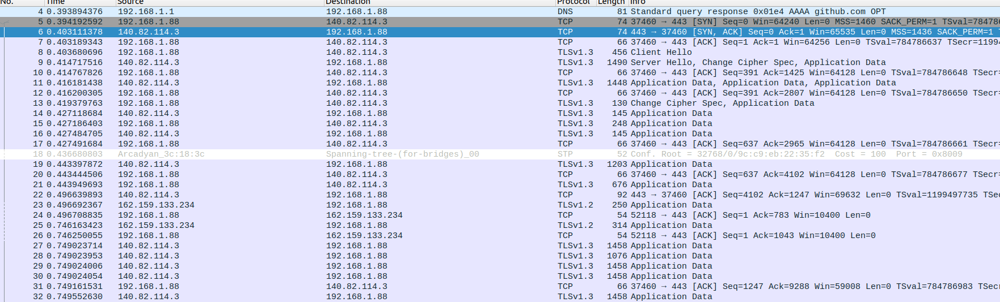 No. Time Source Destination Protocol Length Info
4 0.393894376 192.168.1.1 192.168.1.88 DNS 81 Standard query response 0x01e4 AAAA github.com OPT
5 0.394192592 192.168.1.88 140.82.114.3 TCP 74 37460 → 443 [SYN] Seq=0 Win=64240 Len=0 MSS=1460 SACK_PERM=1 TSval=784786
6 0.403111378 140.82.114.3 192.168.1.88 TCP 74 443 → 37460 [SYN, ACK] Seq=0 Ack=1 Win=65535 Len=0 MSS=1436 SACK_PERM=1 T
7 0.403189343 192.168.1.88 140.82.114.3 TCP 66 37460 → 443 [ACK] Seq=1 Ack=1 Win=64256 Len=0 TSval=784786637 TSecr=11994
8 0.403680696 192.168.1.88 140.82.114.3 TLSv1.3 456 Client Hello
9 0.414717516 140.82.114.3 192.168.1.88 TLSv1.3 1490 Server Hello, Change Cipher Spec, Application Data
10 0.414767826 192.168.1.88 140.82.114.3 TCP 66 37460 → 443 [ACK] Seq=391 Ack=1425 Win=64128 Len=0 TSval=784786648 TSecr=
11 0.416181438 140.82.114.3 192.168.1.88 TLSv1.3 1448 Application Data, Application Data, Application Data
12 0.416200305 192.168.1.88 140.82.114.3 TCP 66 37460 → 443 [ACK] Seq=391 Ack=2807 Win=64128 Len=0 TSval=784786650 TSecr=
13 0.419379763 192.168.1.88 140.82.114.3 TLSv1.3 130 Change Cipher Spec, Application Data
14 0.427118684 140.82.114.3 192.168.1.88 TLSv1.3 145 Application Data
15 0.427186403 192.168.1.88 140.82.114.3 TLSv1.3 248 Application Data
16 0.427484705 140.82.114.3 192.168.1.88 TLSv1.3 145 Application Data
17 0.427491684 192.168.1.88 140.82.114.3 TCP 66 37460 → 443 [ACK] Seq=637 Ack=2965 Win=64128 Len=0 TSval=784786661 TSecr=
18 0.436680803 Arcadyan_3c:18:3c Spanning-tree-(for-bridges)_00 STP 52 Conf. Root = 32768/0/9c:c9:eb:22:35:f2 Cost = 100 Port = 0x8009
19 0.443397872 140.82.114.3 192.168.1.88 TLSv1.3 1203 Application Data
20 0.443444506 192.168.1.88 140.82.114.3 TCP 66 37460 → 443 [ACK] Seq=637 Ack=4102 Win=64128 Len=0 TSval=784786677 TSecr=
21 0.443949693 192.168.1.88 140.82.114.3 TLSv1.3 676 Application Data
22 0.496639893 140.82.114.3 192.168.1.88 TCP 92 443 → 37460 [ACK] Seq=4102 Ack=1247 Win=69632 Len=0 TSval=1199497735 TSec
23 0.496692367 162.159.133.234 192.168.1.88 TLSv1.2 250 Application Data
24 0.496708835 192.168.1.88 162.159.133.234 TCP 54 52118 → 443 [ACK] Seq=1 Ack=783 Win=10400 Len=0
25 0.746163423 162.159.133.234 192.168.1.88 TLSv1.2 314 Application Data
26 0.746250055 192.168.1.88 162.159.133.234 TCP 54 52118 → 443 [ACK] Seq=1 Ack=1043 Win=10400 Len=0
27 0.749023714 140.82.114.3 192.168.1.88 TLSv1.3 1458 Application Data
28 0.749023953 140.82.114.3 192.168.1.88 TLSv1.3 1076 Application Data
29 0.749024006 140.82.114.3 192.168.1.88 TLSv1.3 1458 Application Data
30 0.749024054 140.82.114.3 192.168.1.88 TLSv1.3 1458 Application Data
31 0.749161531 192.168.1.88 140.82.114.3 TCP 66 37460 → 443 [ACK] Seq=1247 Ack=9288 Win=59008 Len=0 TSval=784786983 TSecr
32 0.749552630 140.82.114.3 192.168.1.88 TLSv1.3 1458 Application Data